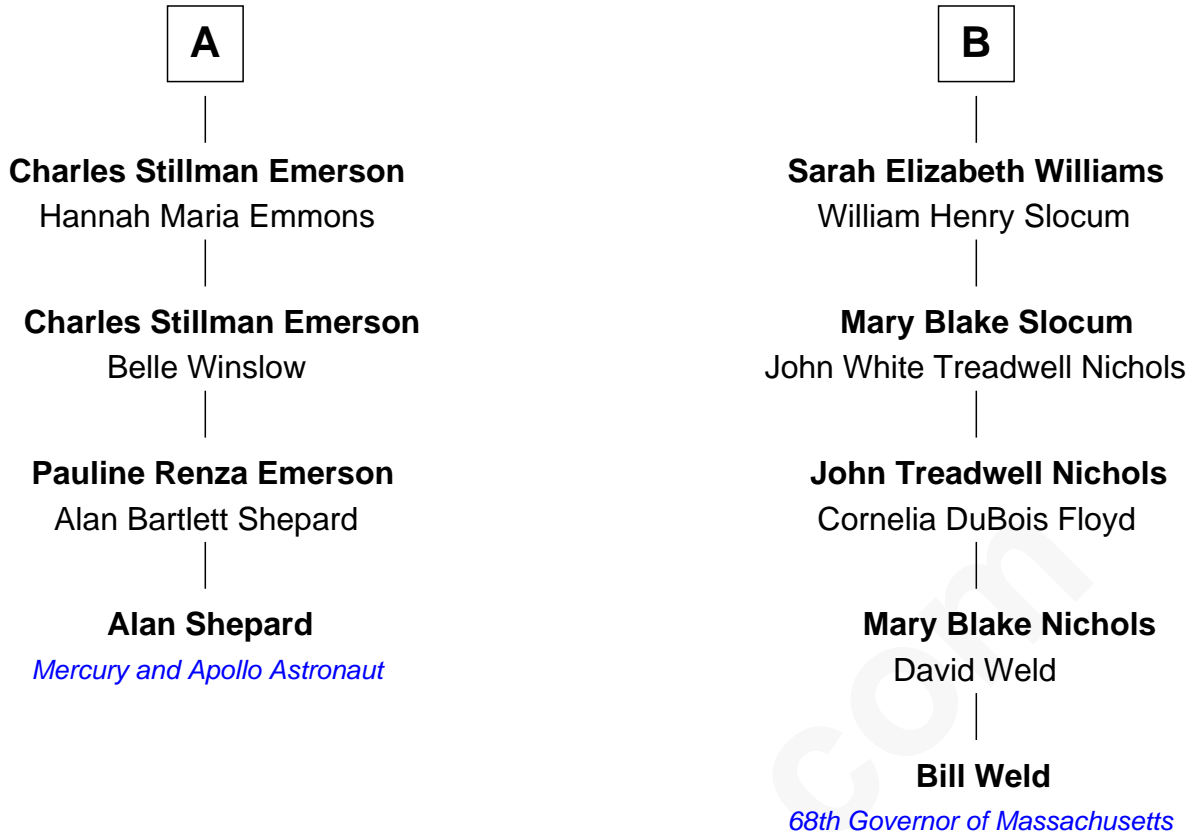 A
Charles Stillman Emerson
Hannah Maria Emmons
Charles Stillman Emerson
Belle Winslow
Pauline Renza Emerson
Alan Bartlett Shepard
Alan Shepard
Mercury and Apollo Astronaut
B
Sarah Elizabeth Williams
William Henry Slocum
Mary Blake Slocum
John White Treadwell Nichols
John Treadwell Nichols
Cornelia DuBois Floyd
Mary Blake Nichols
David Weld
Bill Weld
68th Governor of Massachusetts
com